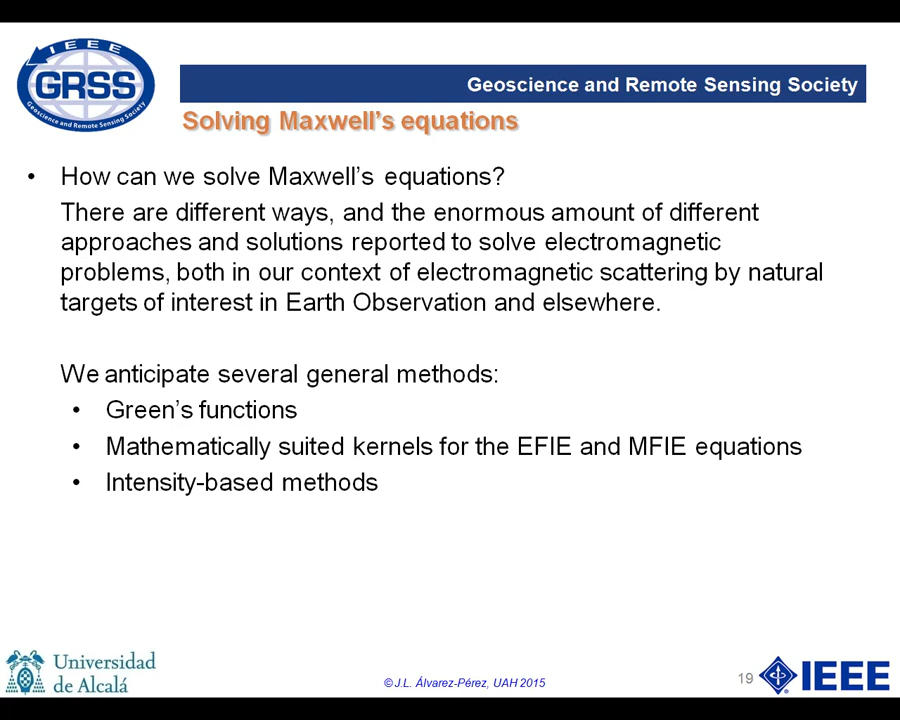 IEEE
GRSS
Geoscience and Remote Sensing Society
Geoscience and Remote Sensing Society
Solving Maxwell's equations
• How can we solve Maxwell's equations?
There are different ways, and the enormous amount of different
approaches and solutions reported to solve electromagnetic
problems, both in our context of electromagnetic scattering by natural
targets of interest in Earth Observation and elsewhere.
We anticipate several general methods:
• Green's functions
• Mathematically suited kernels for the EFIE and MFIE equations
• Intensity-based methods
Universidad
de Alcalá
© J.L. Álvarez-Pérez, UAH 2015
19
IEEE